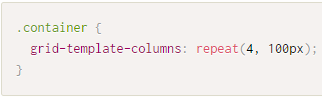 .container {
  grid-template-columns: repeat(4, 100px);
}